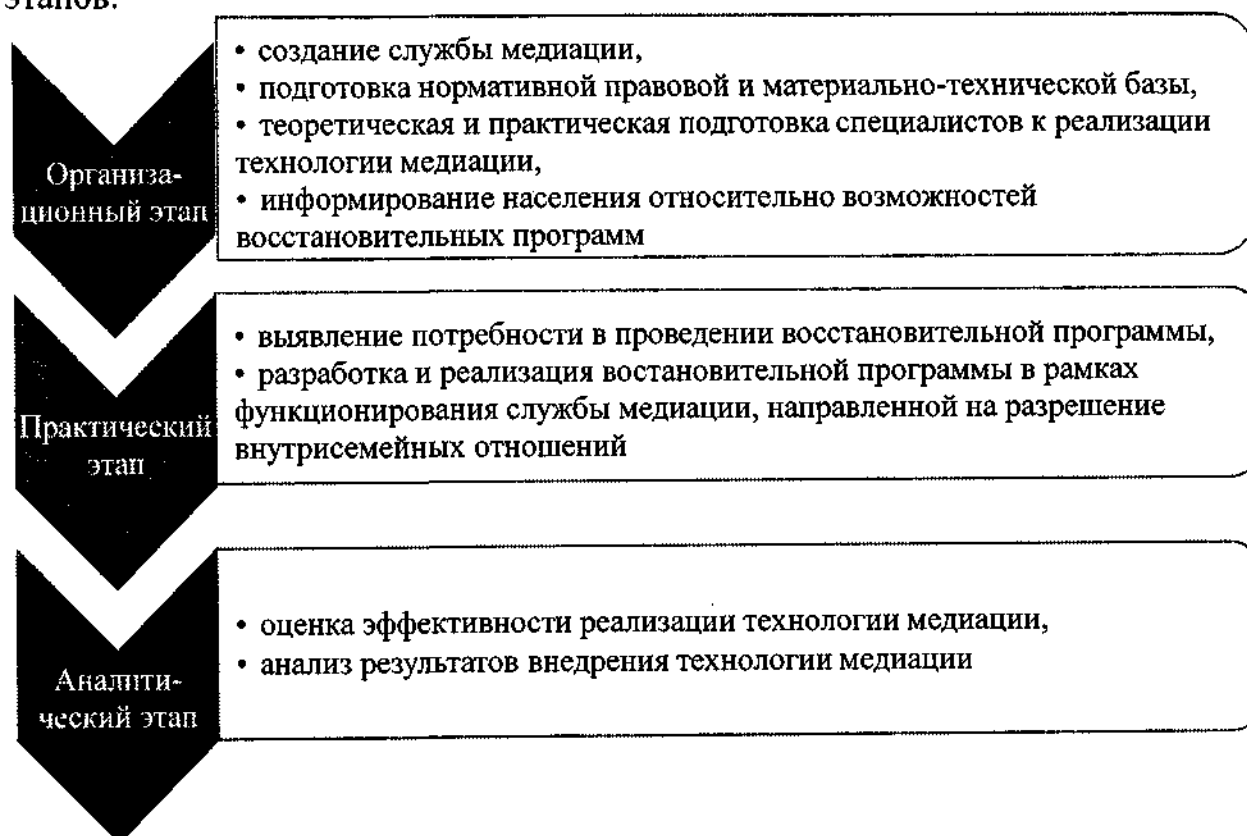 этапов.
• создание службы медиации,
• подготовка нормативной правовой и материально-технической базы,
• теоретическая и практическая подготовка специалистов к реализации
технологии медиации,
• информирование населения относительно возможностей
восстановительных программ
Организа-
ционный этап
• выявление потребности в проведении восстановительной программы,
• разработка и реализация востановительной программы в рамках
функционирования службы медиации, направленной на разрешение
внутрисемейных отношений
Практический
этап
• оценка эффективности реализации технологии медиации,
• анализ результатов внедрения технологии медиации
Аналити-
ческий этап